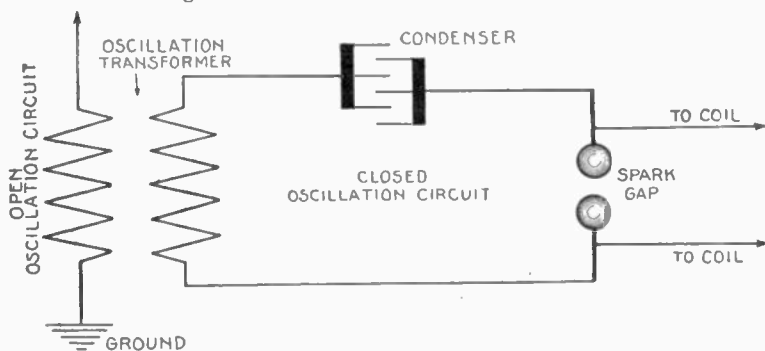 OSCILLATION
TRANSFORMER
CONDENSER
OPEN
OSCILLATION CIRCUIT
CLOSED
OSCILLATION CIRCUIT
TO COIL
SPARK
GAP
TO COIL
GROUND